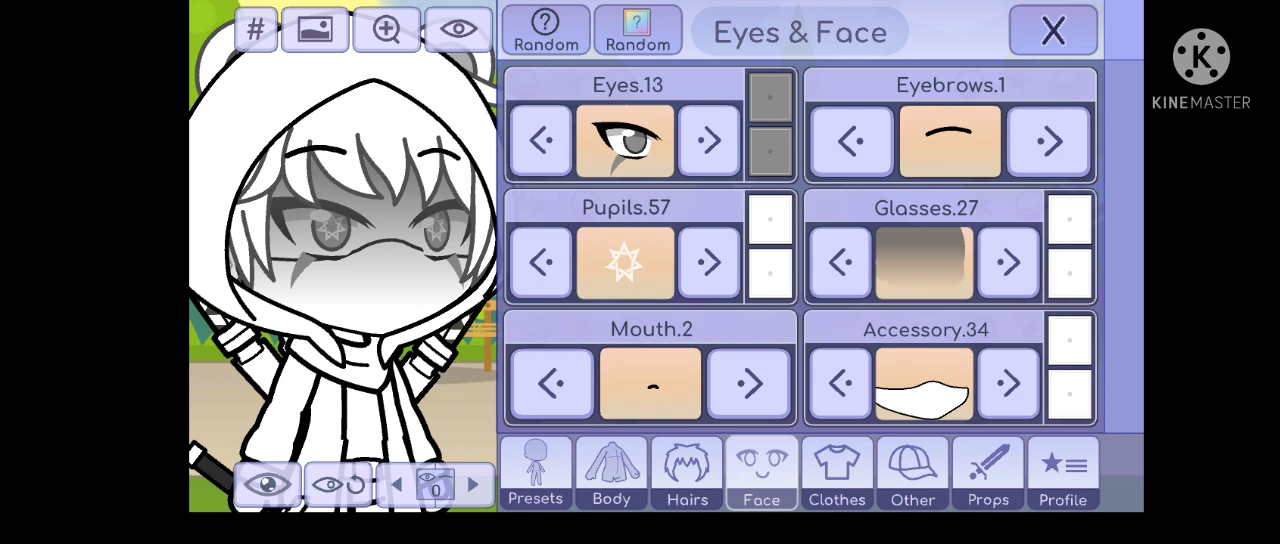 #
? Random
? Random
Eyes & Face
X
Eyes.13
Eyebrows.1
Pupils.57
Glasses.27
Mouth.2
Accessory.34
0
Presets
Body
Hairs
Face
Clothes
Other
Props
Profile
K
KINEMASTER